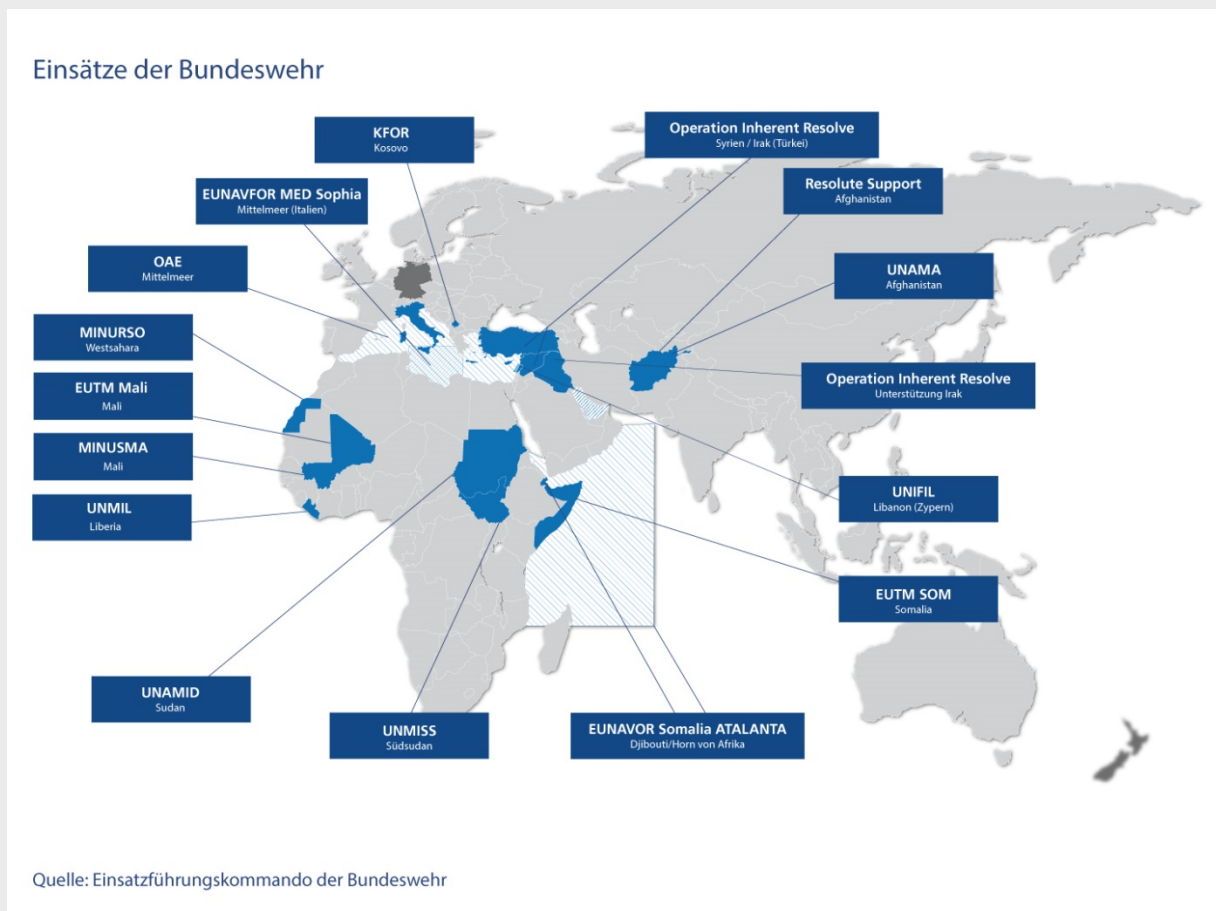 Einsätze der Bundeswehr
KFOR
Kosovo
Operation Inherent Resolve
Syrien / Irak (Türkei)
EUNAVFOR MED Sophia
Mittelmeer (Italien)
Resolute Support
Afghanistan
OAE
Mittelmeer
UNAMA
Afghanistan
MINURSO
Westsahara
EUTM Mali
Mali
Operation Inherent Resolve
Unterstützung Irak
MINUSMA
Mali
UNIFIL
Libanon (Zypern)
UNMIL
Liberia
EUTM SOM
Somalia
UNAMID
Sudan
UNMISS
Südsudan
EUNAVOR Somalia ATALANTA
Djibouti/Horn von Afrika
Quelle: Einsatzführungskommando der Bundeswehr